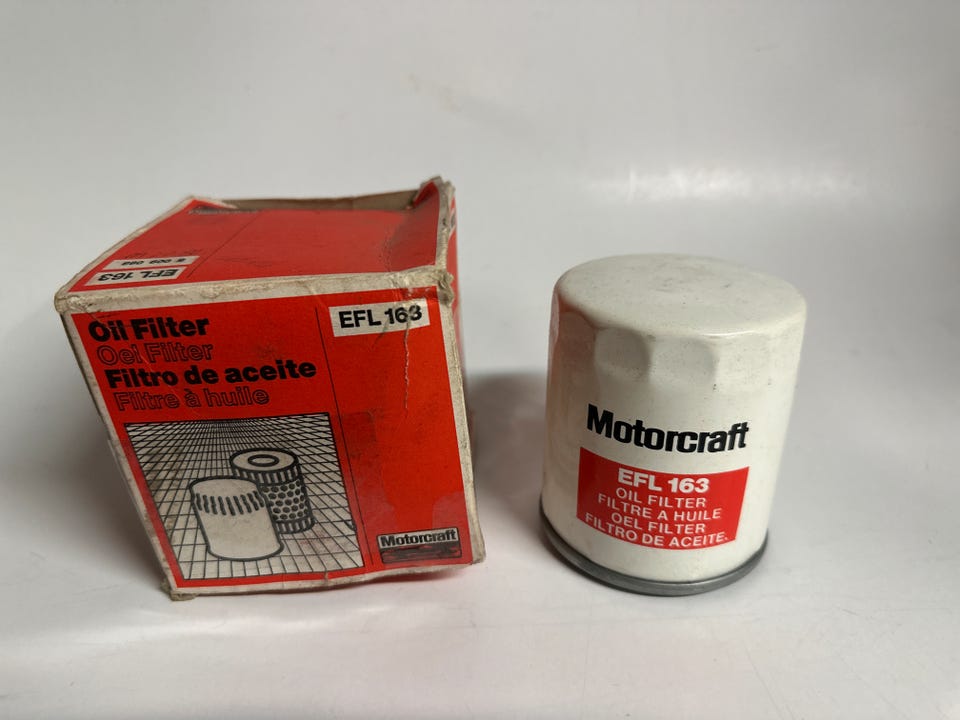 EFL 163
Oil Filter
Oel Filter
Filtro de aceite
Filtre à huile
EFL 163
Motorcraft
Motorcraft
EFL 163
OIL FILTER
FILTRE A HUILE
OEL FILTER
FILTRO DE ACEITE.